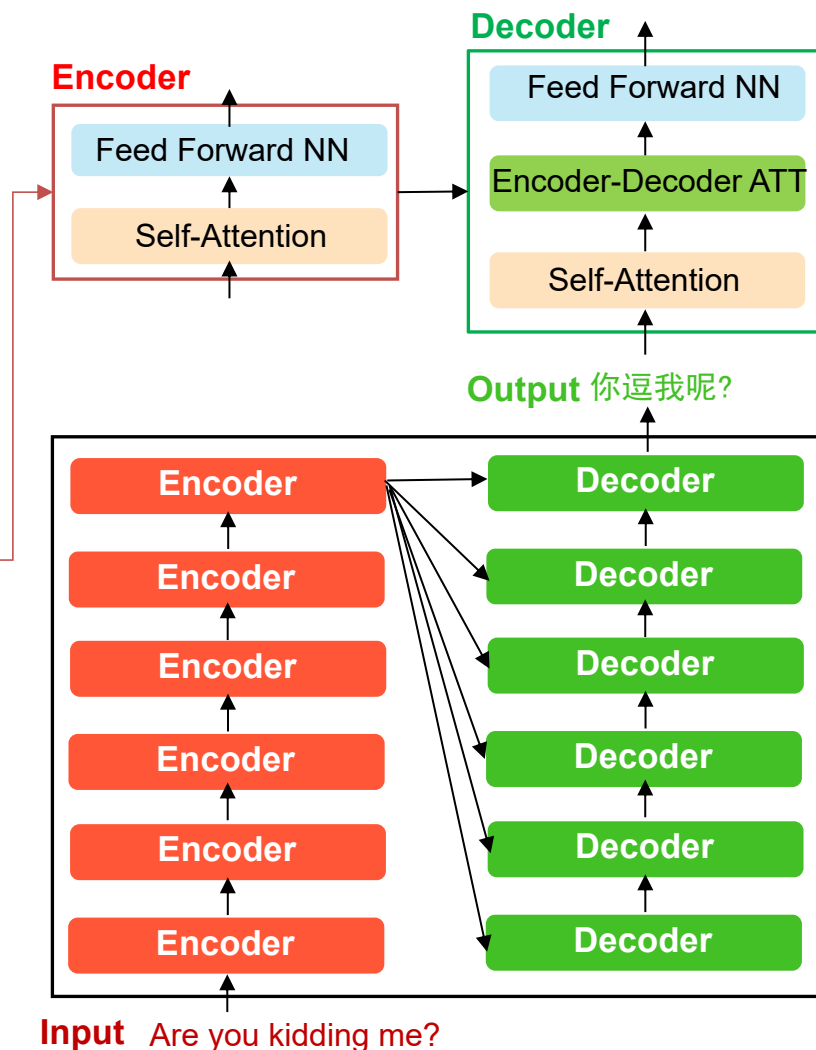 Decoder
Encoder
Feed Forward NN
Feed Forward NN
Encoder-Decoder ATT
Self-Attention
Self-Attention
Output 你逗我呢?
Encoder
Decoder
Encoder
Decoder
Encoder
Decoder
Encoder
Decoder
Encoder
Decoder
Encoder
Decoder
Input Are you kidding me?